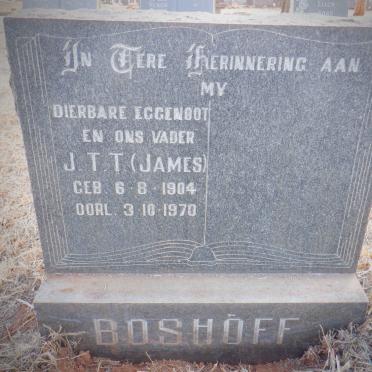 In Tere Herinnering aan
my
dierbare eggenoot
en ons vader
J. T. T. (James)
geb. 6-8-1904
oorl. 3-10-1970
BOSHOFF